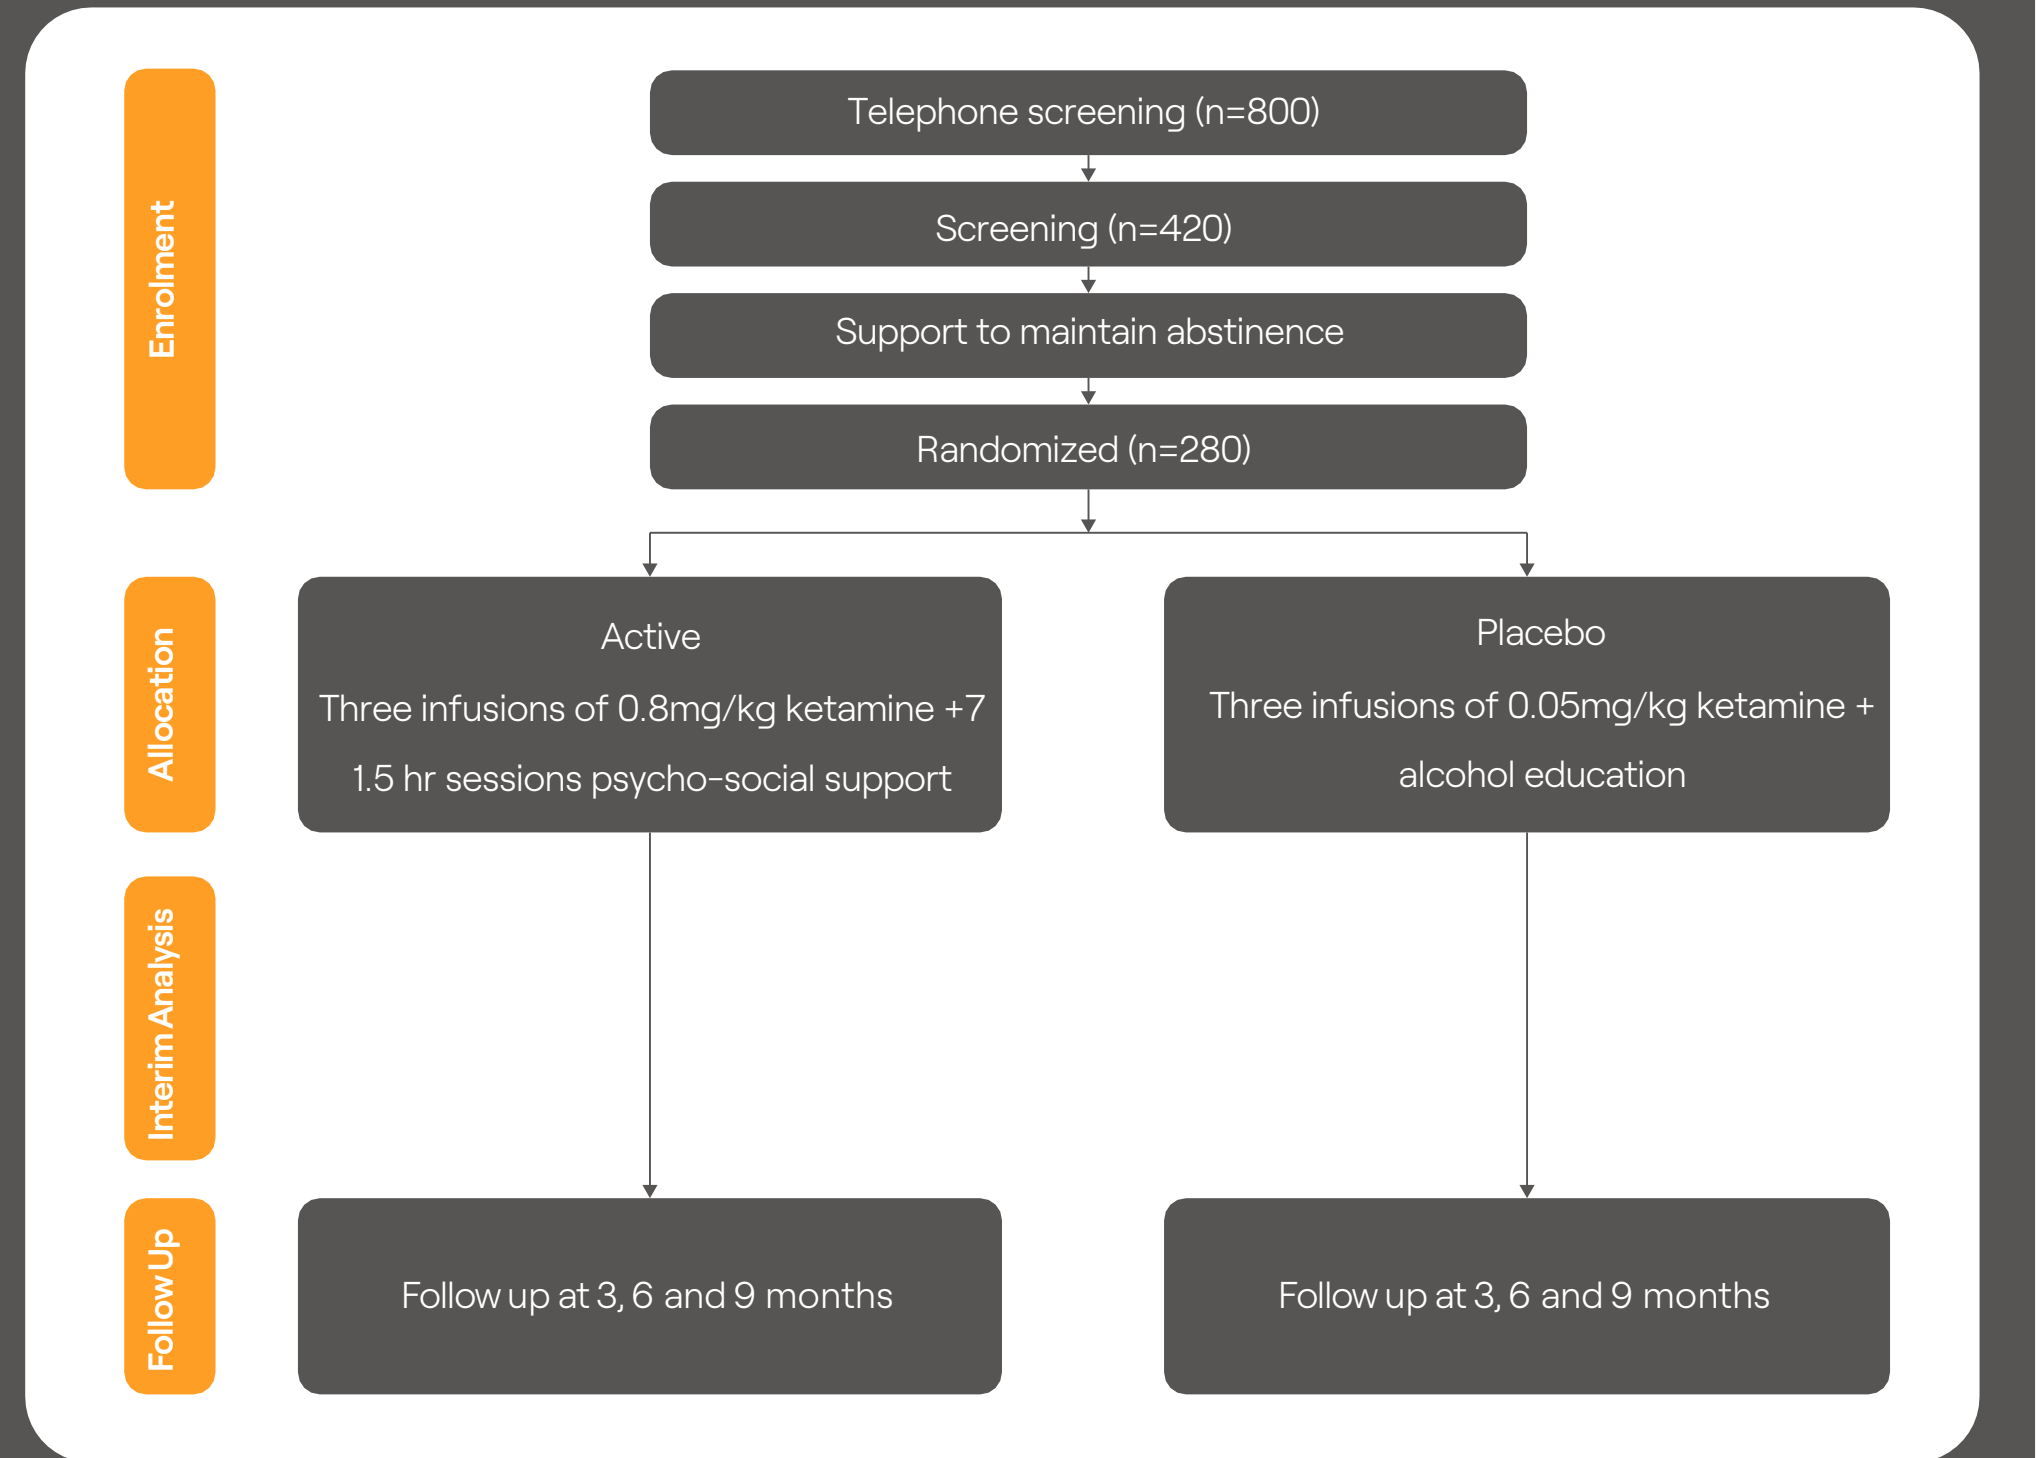 Enrolment
Telephone screening (n=800)
Screening (n=420)
Support to maintain abstinence
Randomized (n=280)
Allocation
Active
Three infusions of 0.8mg/kg ketamine +7
1.5 hr sessions psycho-social support
Placebo
Three infusions of 0.05mg/kg ketamine +
alcohol education
Interim Analysis
Follow Up
Follow up at 3, 6 and 9 months
Follow up at 3, 6 and 9 months